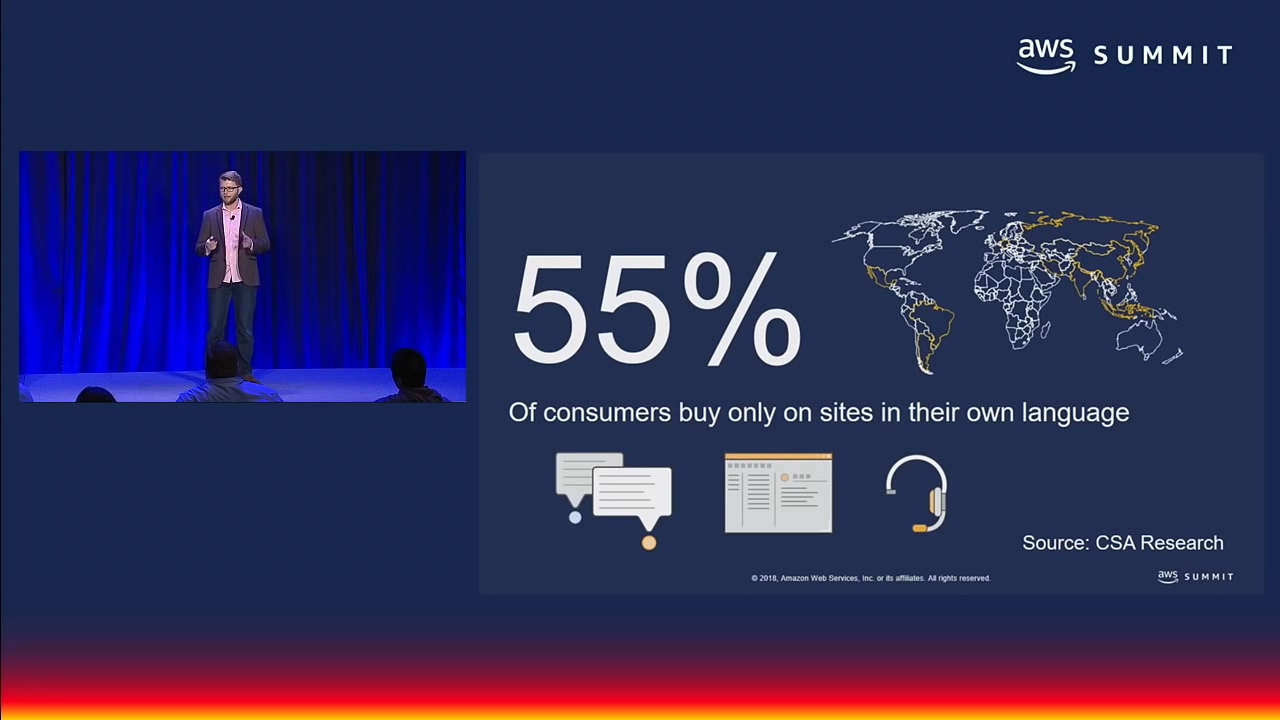 aws SUMMIT
55%
Of consumers buy only on sites in their own language
Source: CSA Research
© 2018, Amazon Web Services, Inc. or its affiliates. All rights reserved.
aws SUMMIT